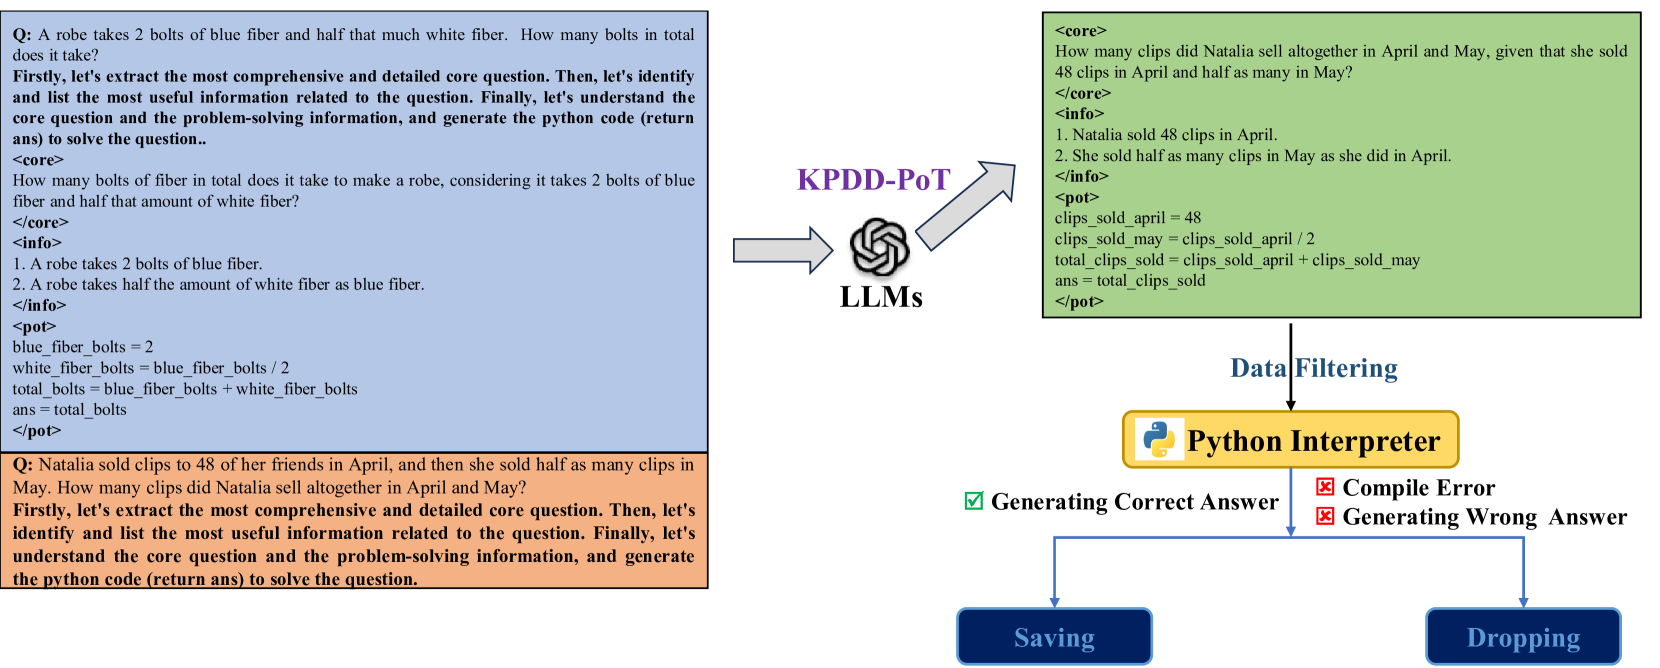 Q: A robe takes 2 bolts of blue fiber and half that much white fiber. How many bolts in total
does it take?
Firstly, let's extract the most comprehensive and detailed core question. Then, let's identify
and list the most useful information related to the question. Finally, let's understand the
core question and the problem-solving information, and generate the python code (return
ans) to solve the question..
<core>
How many bolts of fiber in total does it take to make a robe, considering it takes 2 bolts of blue
fiber and half that amount of white fiber?
</core>
<info>
1. A robe takes 2 bolts of blue fiber.
2. A robe takes half the amount of white fiber as blue fiber.
</info>
<pot>
blue_fiber_bolts = 2
white_fiber_bolts = blue_fiber_bolts / 2
total_bolts = blue_fiber_bolts + white_fiber_bolts
ans = total_bolts
</pot>
Q: Natalia sold clips to 48 of her friends in April, and then she sold half as many clips in
May. How many clips did Natalia sell altogether in April and May?
Firstly, let's extract the most comprehensive and detailed core question. Then, let's
identify and list the most useful information related to the question. Finally, let's
understand the core question and the problem-solving information, and generate
the python code (return ans) to solve the question.
KPDD-PoT
LLMs
<core>
How many clips did Natalia sell altogether in April and May, given that she sold
48 clips in April and half as many in May?
</core>
<info>
1. Natalia sold 48 clips in April.
2. She sold half as many clips in May as she did in April.
</info>
<pot>
clips_sold_april = 48
clips_sold_may = clips_sold_april / 2
total_clips_sold = clips_sold_april + clips_sold_may
ans = total_clips_sold
</pot>
Data Filtering
Python Interpreter
Generating Correct Answer
Compile Error
Generating Wrong Answer
Saving
Dropping